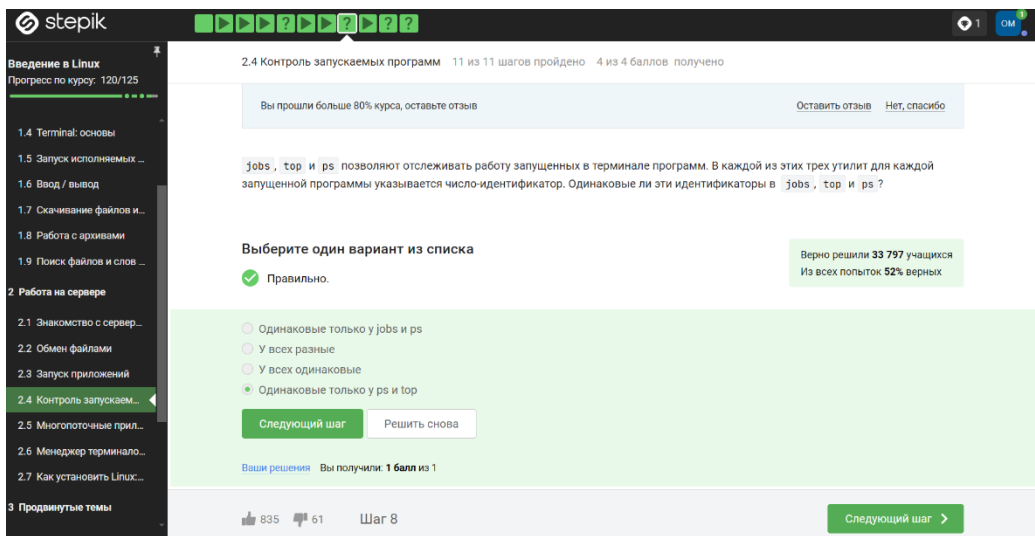 stepik
?
?
?
?
1
ОМ
1
Введение в Linux
Прогресс по курсу: 120/125
1.4 Terminal: основы
1.5 Запуск исполняемых ...
1.6 Ввод / вывод
1.7 Скачивание файлов и...
1.8 Работа с архивами
1.9 Поиск файлов и слов ...
2 Работа на сервере
2.1 Знакомство с сервер...
2.2 Обмен файлами
2.3 Запуск приложений
2.4 Контроль запускаем...
2.5 Многопоточные прил...
2.6 Менеджер терминало...
2.7 Как установить Linux:...
3 Продвинутые темы
2.4 Контроль запускаемых программ 11 из 11 шагов пройдено 4 из 4 баллов получено
Вы прошли больше 80% курса, оставьте отзыв Оставить отзыв Нет, спасибо
jobs, top и ps позволяют отслеживать работу запущенных в терминале программ. В каждой из этих трех утилит для каждой
запущенной программы указывается число-идентификатор. Одинаковые ли эти идентификаторы в jobs, top и ps?
Выберите один вариант из списка
Правильно.
Верно решили 33 797 учащихся
Из всех попыток 52% верных
Одинаковые только у jobs и ps
У всех разные
У всех одинаковые
Одинаковые только у ps и top
Следующий шаг Решить снова
Ваши решения Вы получили: 1 балл из 1
835 61 Шаг 8 Следующий шаг